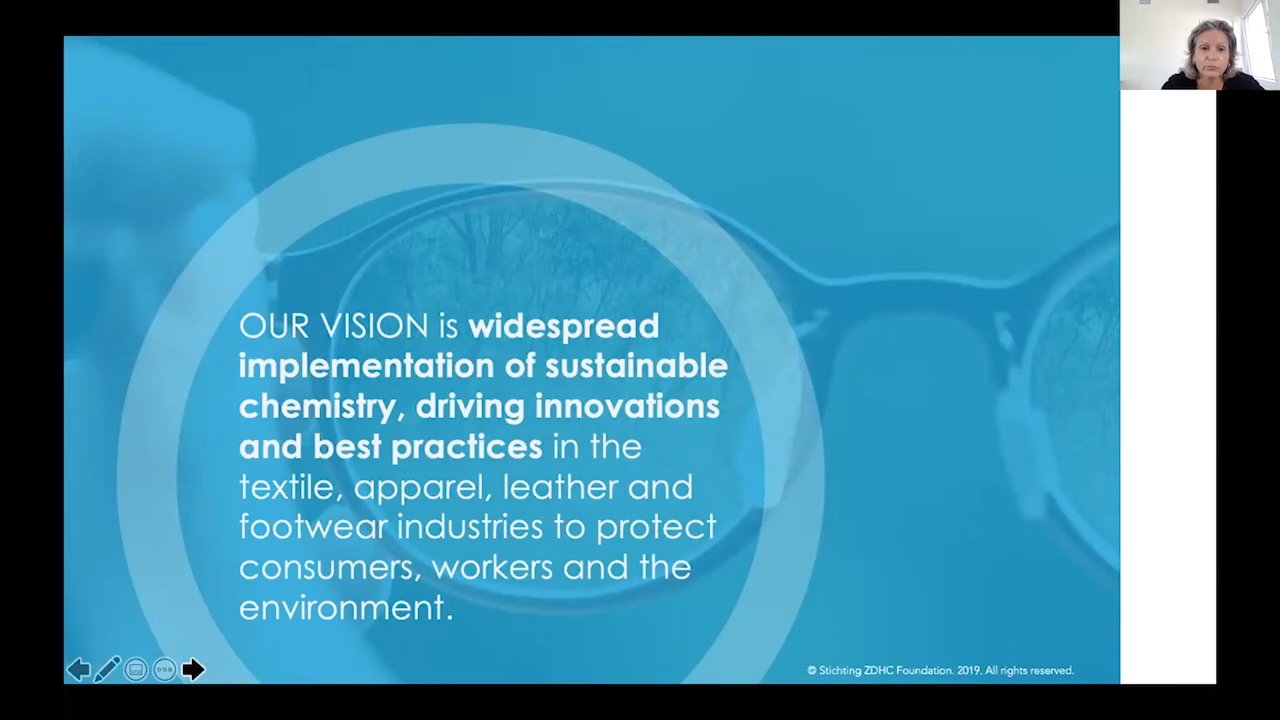 OUR VISION is widespread
implementation of sustainable
chemistry, driving innovations
and best practices in the
textile, apparel, leather and
footwear industries to protect
consumers, workers and the
environment.
© Stichting ZDHC Foundation. 2019. All rights reserved.